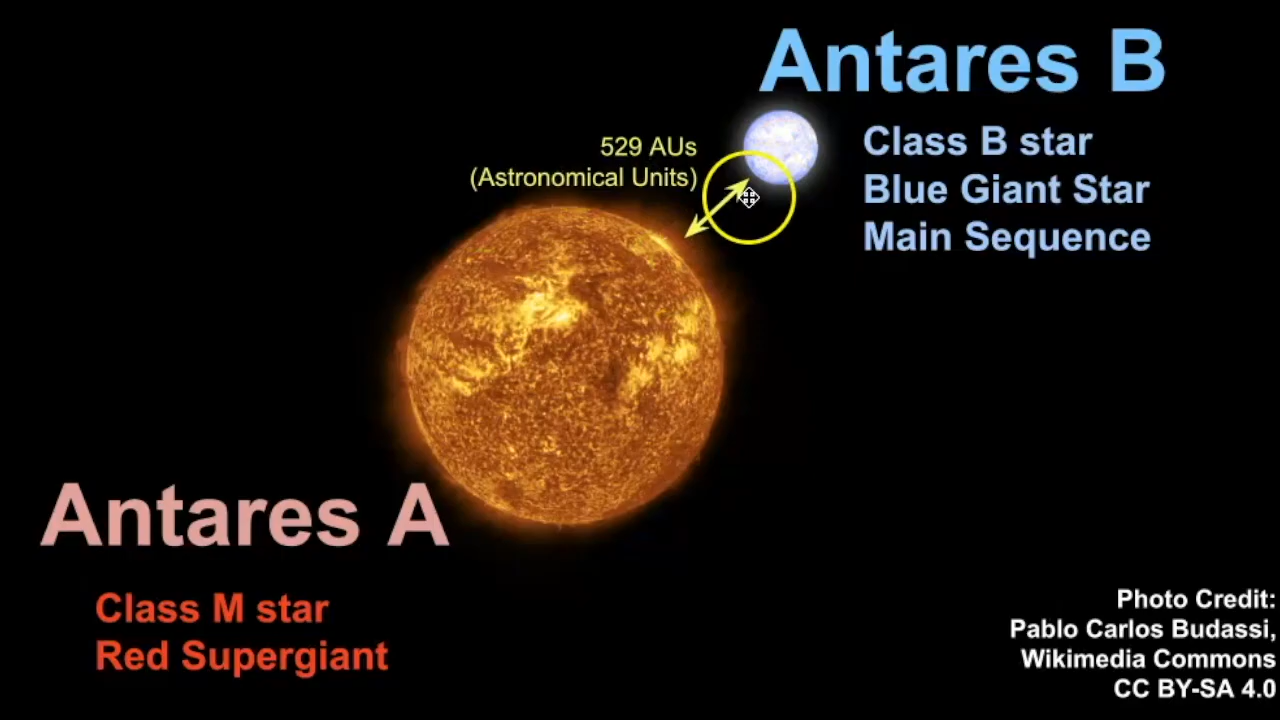 Antares B
Class B star
Blue Giant Star
Main Sequence
529 AUs
(Astronomical Units)
Antares A
Class M star
Red Supergiant
Photo Credit:
Pablo Carlos Budassi,
Wikimedia Commons
CC BY-SA 4.0